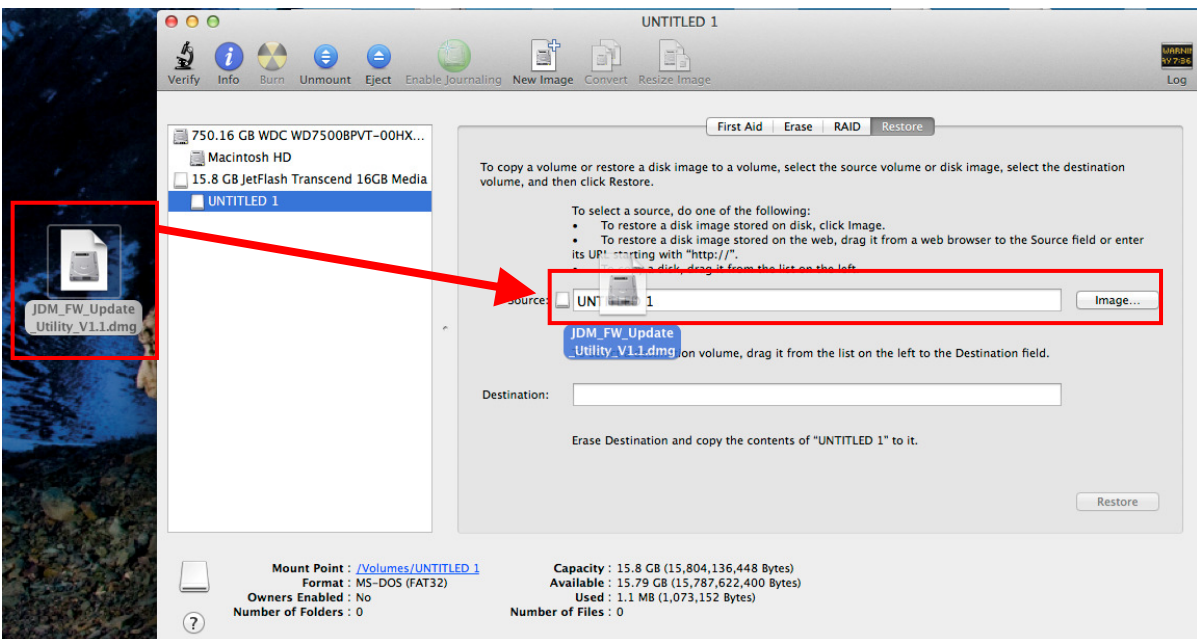 UNTITLED 1
Verify Info Burn Unmount Eject Enable Journaling New Image Convert Resize Image Log
WARNIN
AY 7:36
750.16 GB WDC WD7500BPVT-00HX...
Macintosh HD
15.8 GB JetFlash Transcend 16GB Media
UNTITLED 1
First Aid Erase RAID Restore
To copy a volume or restore a disk image to a volume, select the source volume or disk image, select the destination
volume, and then click Restore.
To select a source, do one of the following:
• To restore a disk image stored on disk, click Image.
• To restore a disk image stored on the web, drag it from a web browser to the Source field or enter
its URL starting with "http://".
• a disk, drag it from the list on the left.
JDM_FW_Update
_Utility_V1.1.dmg
Source: UNTITLED 1 Image...
JDM_FW_Update
_Utility_V1.1.dmg
on volume, drag it from the list on the left to the Destination field.
Destination:
Erase Destination and copy the contents of "UNTITLED 1" to it.
Restore
Mount Point : /Volumes/UNTITLED 1
Format : MS-DOS (FAT32)
Owners Enabled : No
Number of Folders : 0
Capacity : 15.8 GB (15,804,136,448 Bytes)
Available : 15.79 GB (15,787,622,400 Bytes)
Used : 1.1 MB (1,073,152 Bytes)
Number of Files : 0
?